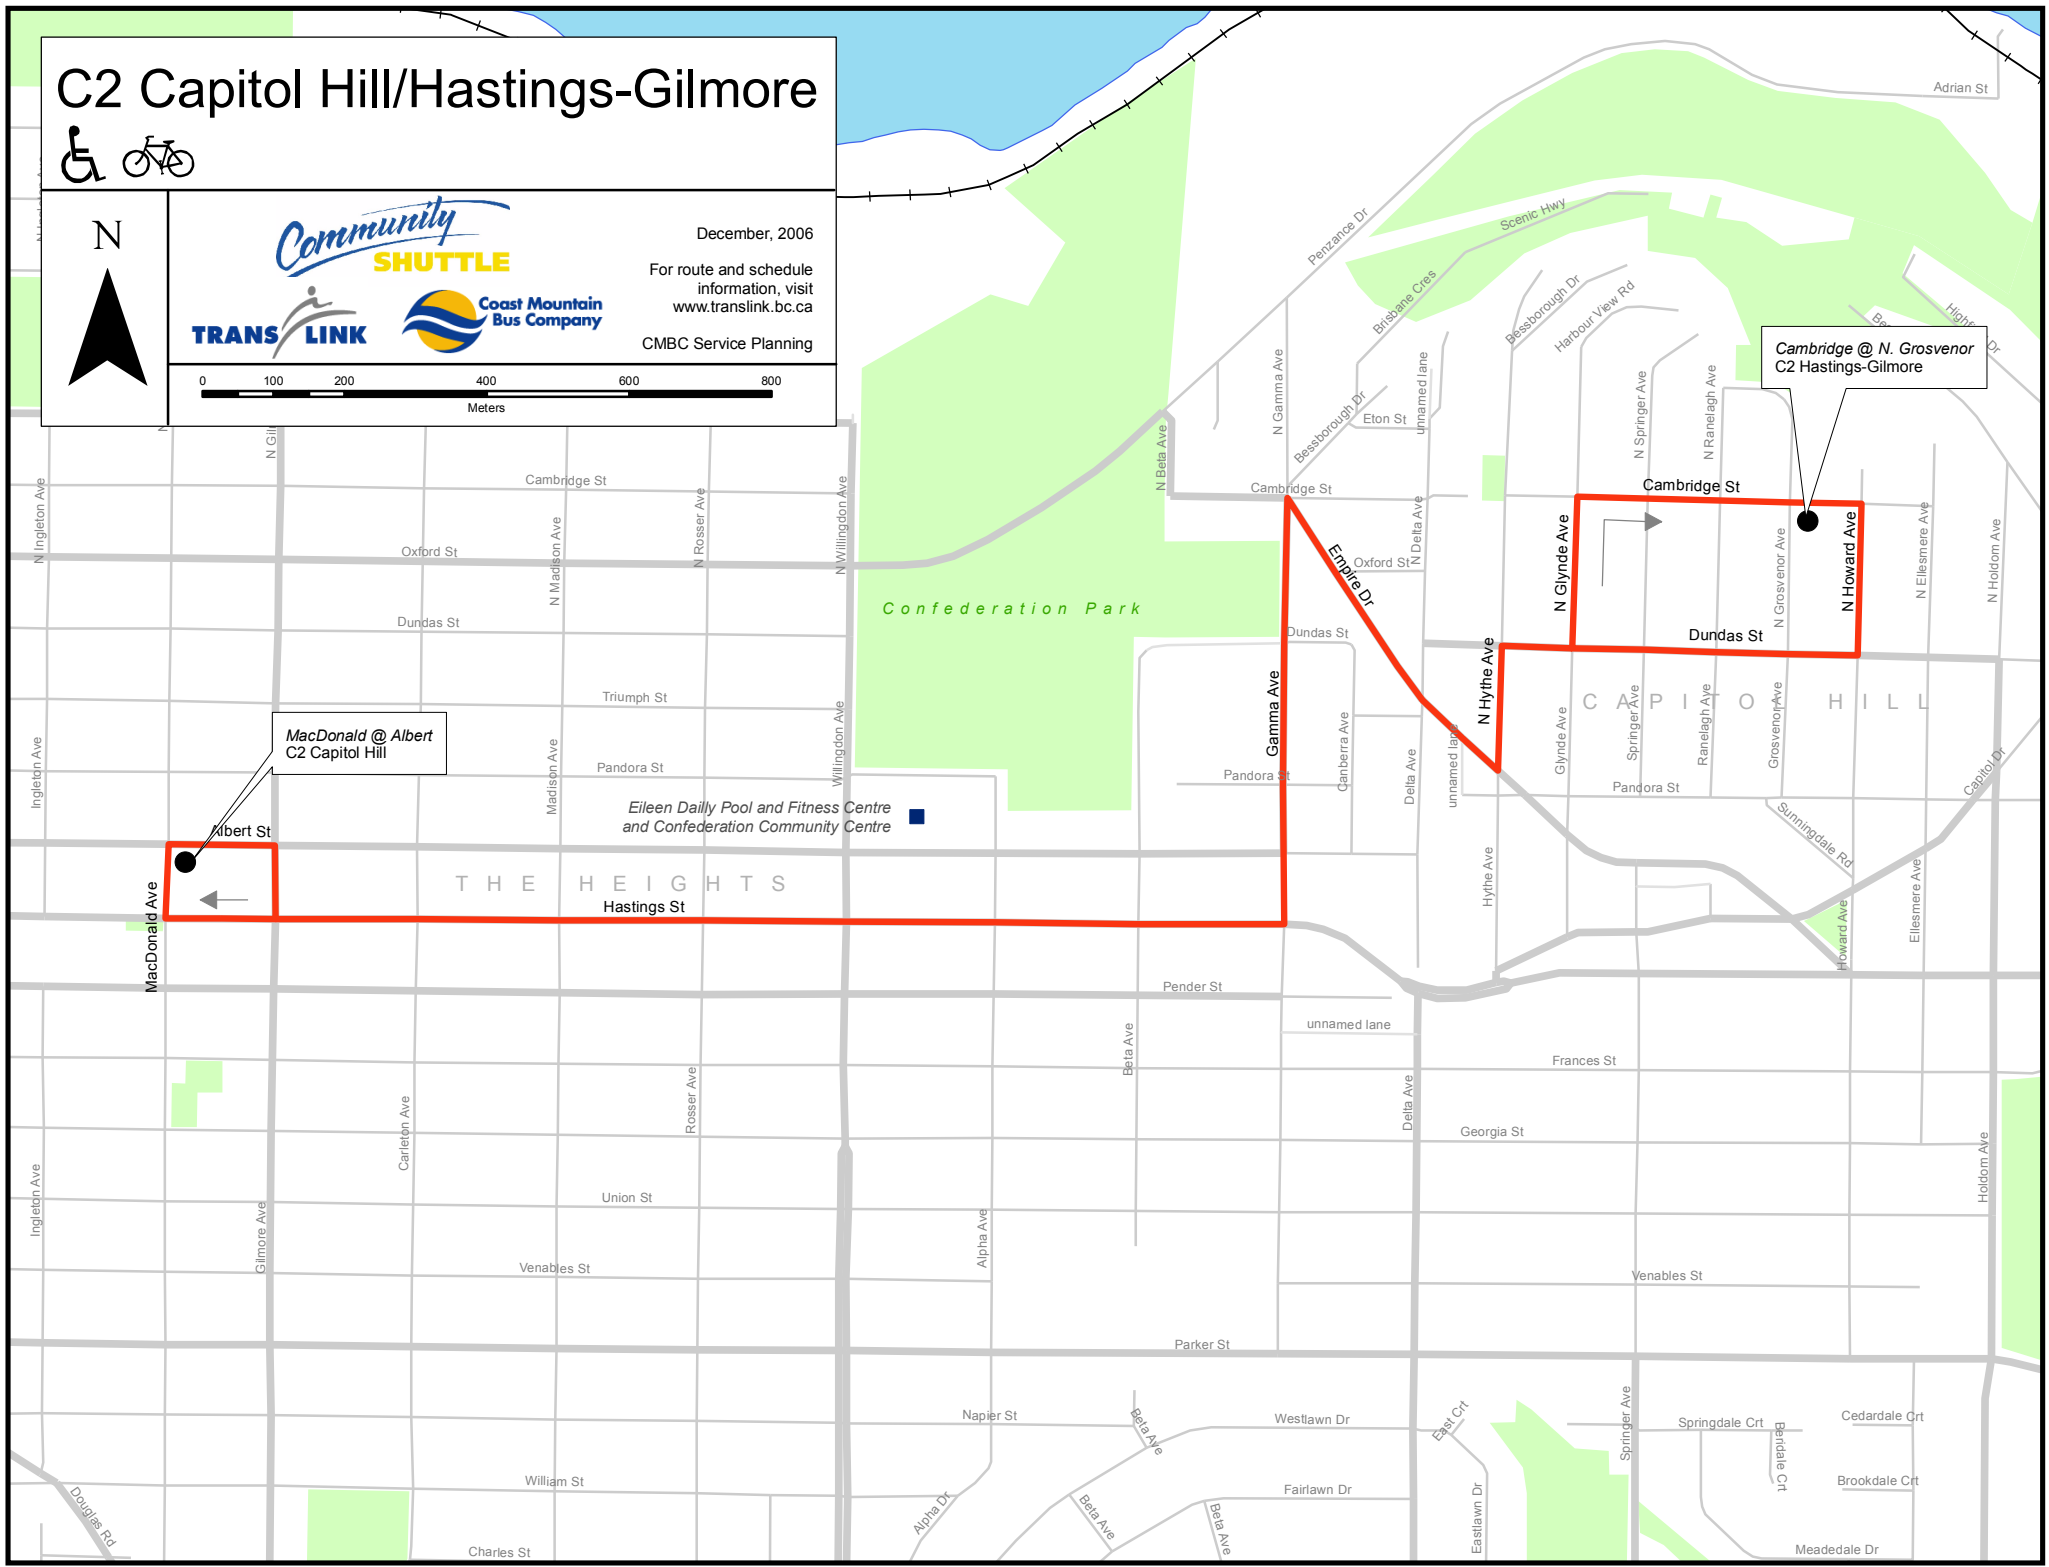 C2 Capitol Hill/Hastings-Gilmore
N
Community
SHUTTLE
TRANS LINK
Coast Mountain
Bus Company
December, 2006
For route and schedule
information, visit
www.translink.bc.ca
CMBC Service Planning
0 100 200 400 600 800
Meters
Adrian St
Scenic Hwy
Penzance Dr
Brisbane Cres
Bessborough Dr
Harbour View Rd
Cambridge @ N. Grosvenor
C2 Hastings-Gilmore
N Gamma Ave
unnamed lane
Bessborough Dr
Eton St
N Springer Ave
N Ranelagh Ave
N Beta Ave
Cambridge St
Cambridge St
Cambridge St
N Ingleton Ave
N Madison Ave
N Rosser Ave
N Willingdon Ave
Oxford St
Empire Dr
Oxford St
N Delta Ave
N Glynde Ave
N Grosvenor Ave
N Howard Ave
N Ellesmere Ave
N Holdom Ave
Confederation Park
Dundas St
Dundas St
Dundas St
N Hythe Ave
CAPITOL HILL
Triumph St
Gamma Ave
Canberra Ave
Delta Ave
unnamed lane
Glynde Ave
Springer Ave
Ranelagh Ave
Grosvenor Ave
Capitol Dr
MacDonald @ Albert
C2 Capitol Hill
Ingleton Ave
Madison Ave
Willingdon Ave
Pandora St
Pandora St
Pandora St
Sunningdale Rd
Eileen Dailly Pool and Fitness Centre
and Confederation Community Centre
Albert St
THE HEIGHTS
Hastings St
MacDonald Ave
Hythe Ave
Howard Ave
Ellesmere Ave
Pender St
unnamed lane
Beta Ave
Frances St
Rosser Ave
Carleton Ave
Delta Ave
Georgia St
Ingleton Ave
Union St
Holdom Ave
Gilmore Ave
Alpha Ave
Venables St
Venables St
Parker St
Napier St
Beta Ave
Westlawn Dr
East Crt
Springer Ave
Springdale Crt
Beridale Crt
Cedardale Crt
William St
Brookdale Crt
Fairlawn Dr
Douglas Rd
Alpha Dr
Beta Ave
Beta Ave
Eastlawn Dr
Charles St
Meadedale Dr